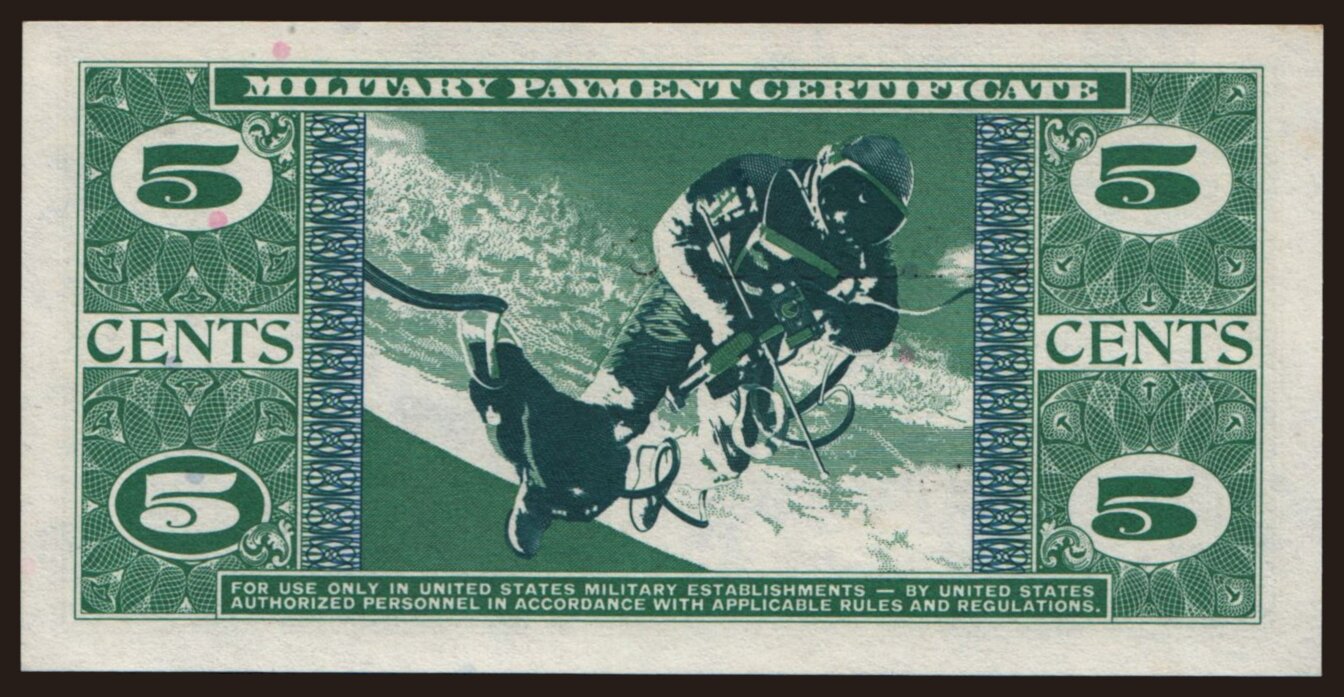 MILITARY PAYMENT CERTIFICATE
5 5
CENTS CENTS
5 5
FOR USE ONLY IN UNITED STATES MILITARY ESTABLISHMENTS — BY UNITED STATES
AUTHORIZED PERSONNEL IN ACCORDANCE WITH APPLICABLE RULES AND REGULATIONS.